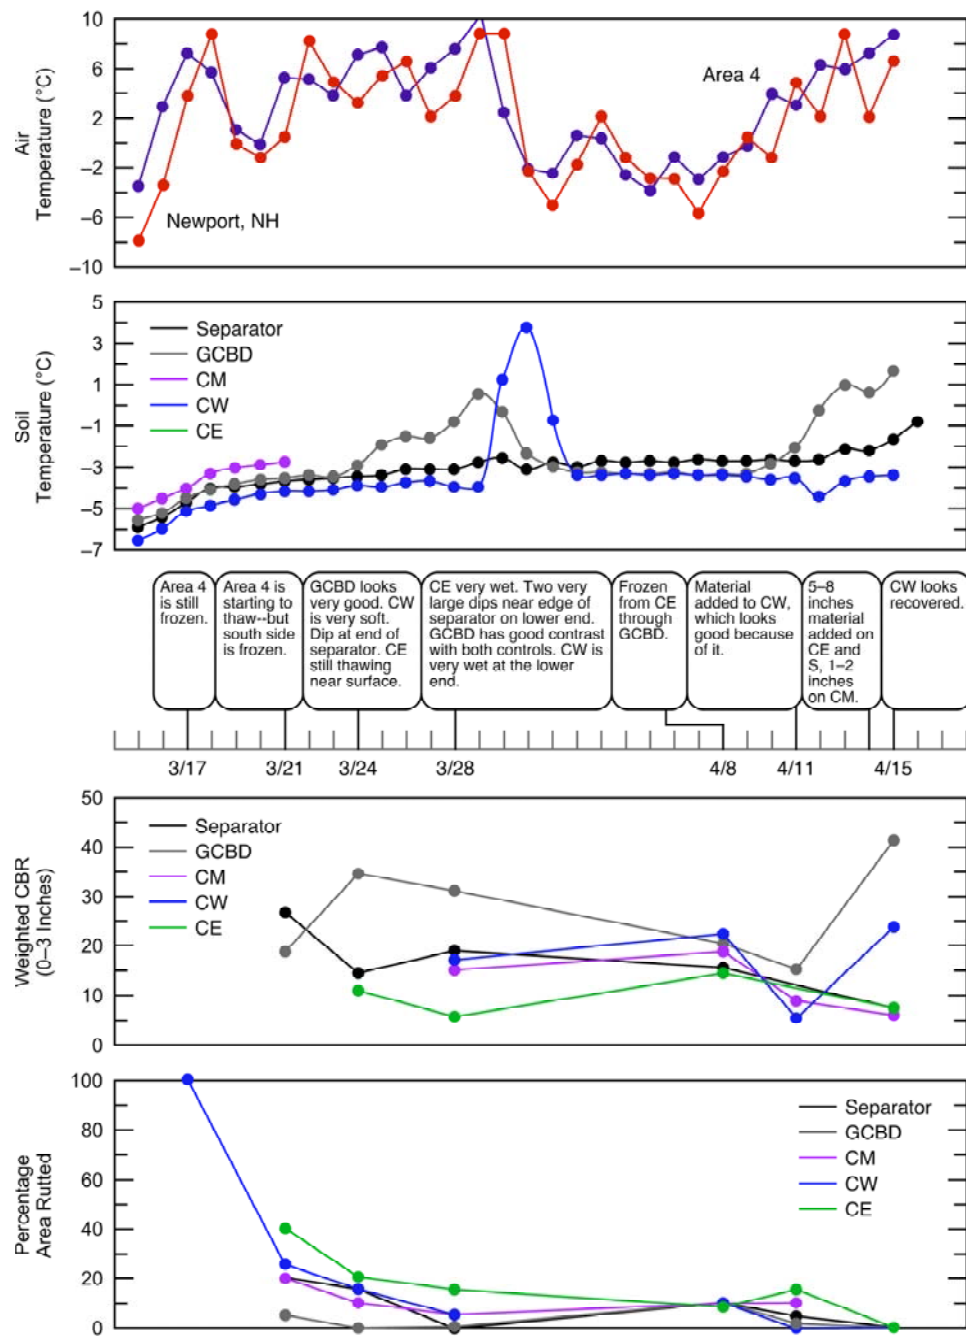 10
6
2
–2
–6
–10
Air
Temperature (°C)
Area 4
Newport, NH
5
3
1
–1
–3
–5
–7
Soil
Temperature (°C)
Separator
GCBD
CM
CW
CE
Area 4
is still
frozen.
Area 4 is
starting to
thaw--but
south side
is frozen.
GCBD looks
very good. CW
is very soft.
Dip at end of
separator. CE
still thawing
near surface.
CE very wet. Two very
large dips near edge of
separator on lower end.
GCBD has good contrast
with both controls. CW is
very wet at the lower
end.
Frozen
from CE
through
GCBD.
Material
added to CW,
which looks
good because
of it.
5–8
inches
material
added on
CE and
S, 1–2
inches
on CM.
CW looks
recovered.
3/17
3/21
3/24
3/28
4/8
4/11
4/15
50
40
30
20
10
0
Weighted CBR
(0–3 Inches)
Separator
GCBD
CM
CW
CE
100
80
60
40
20
0
Percentage
Area Rutted
Separator
GCBD
CM
CW
CE